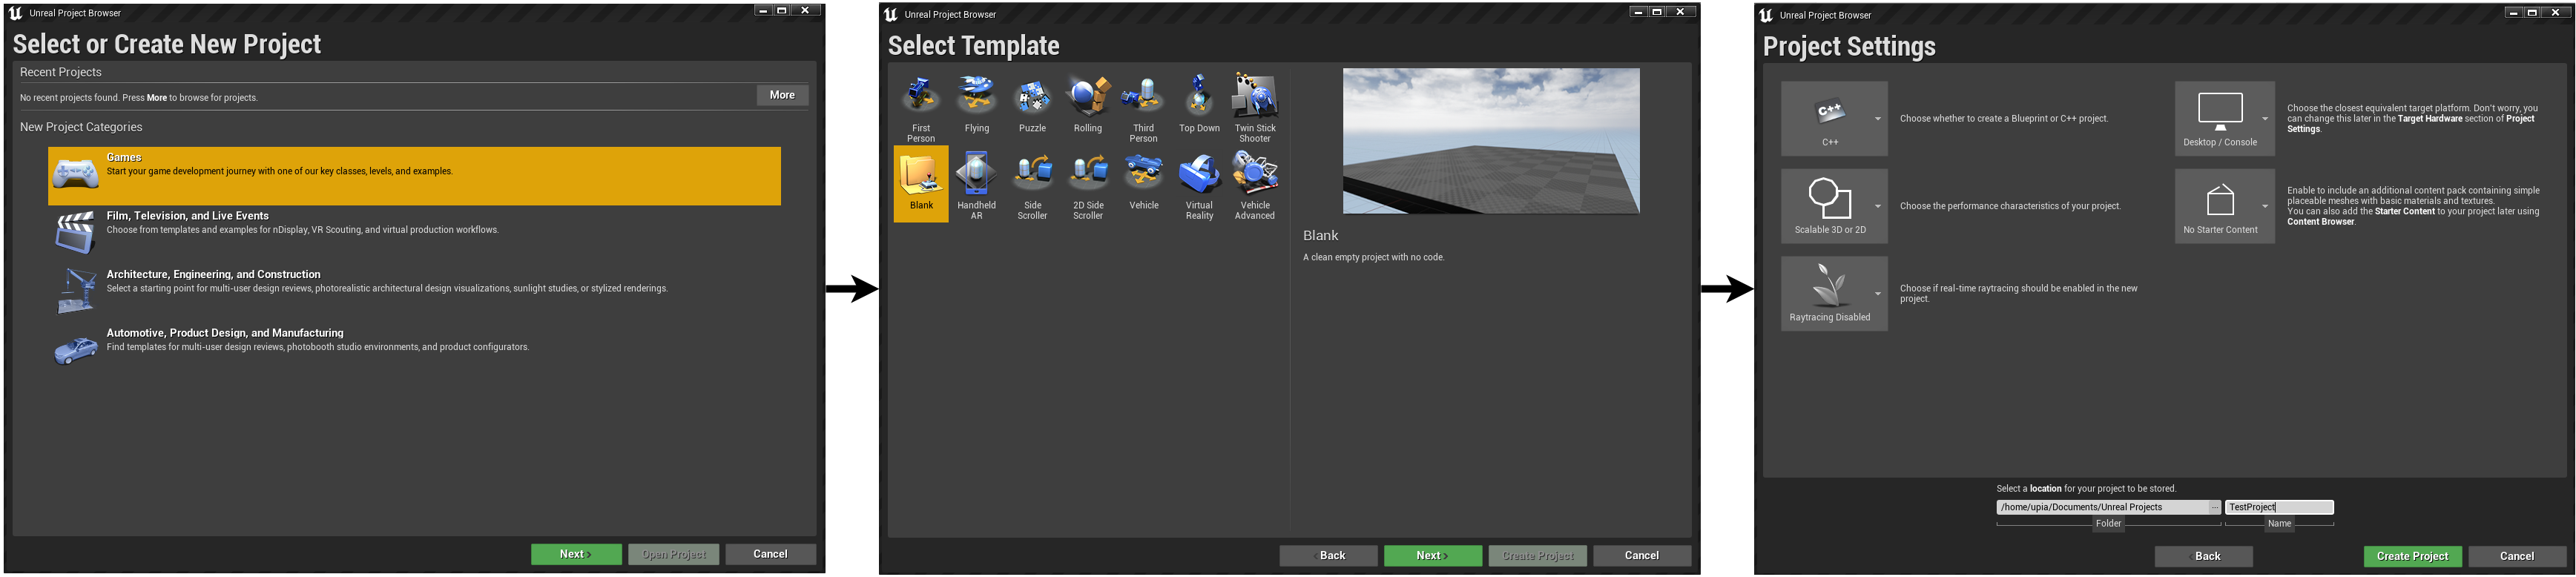 Unreal Project Browser
Select or Create New Project
Recent Projects
No recent projects found. Press More to browse for projects.
More
New Project Categories
Games
Start your game development journey with one of our key classes, levels, and examples.
Film, Television, and Live Events
Choose from templates and examples for nDisplay, VR Scouting, and virtual production workflows.
Architecture, Engineering, and Construction
Select a starting point for multi-user design reviews, photorealistic architectural design visualizations, sunlight studies, or stylized renderings.
Automotive, Product Design, and Manufacturing
Find templates for multi-user design reviews, photobooth studio environments, and product configurators.
Next
Open Project
Cancel
Unreal Project Browser
Select Template
First
Person
Flying
Puzzle
Rolling
Third
Person
Top Down
Twin Stick
Shooter
Blank
Handheld
AR
Side
Scroller
2D Side
Scroller
Vehicle
Virtual
Reality
Vehicle
Advanced
Blank
A clean empty project with no code.
Back
Next
Create Project
Cancel
Unreal Project Browser
Project Settings
C++
C++
Choose whether to create a Blueprint or C++ project.
Desktop / Console
Choose the closest equivalent target platform. Don't worry, you
can change this later in the Target Hardware section of Project
Settings.
Scalable 3D or 2D
Choose the performance characteristics of your project.
No Starter Content
Enable to include an additional content pack containing simple
placeable meshes with basic materials and textures.
You can also add the Starter Content to your project later using
Content Browser.
Raytracing Disabled
Choose if real-time raytracing should be enabled in the new
project.
Select a location for your project to be stored.
/home/upia/Documents/Unreal Projects
...
TestProject
Folder
Name
Back
Create Project
Cancel